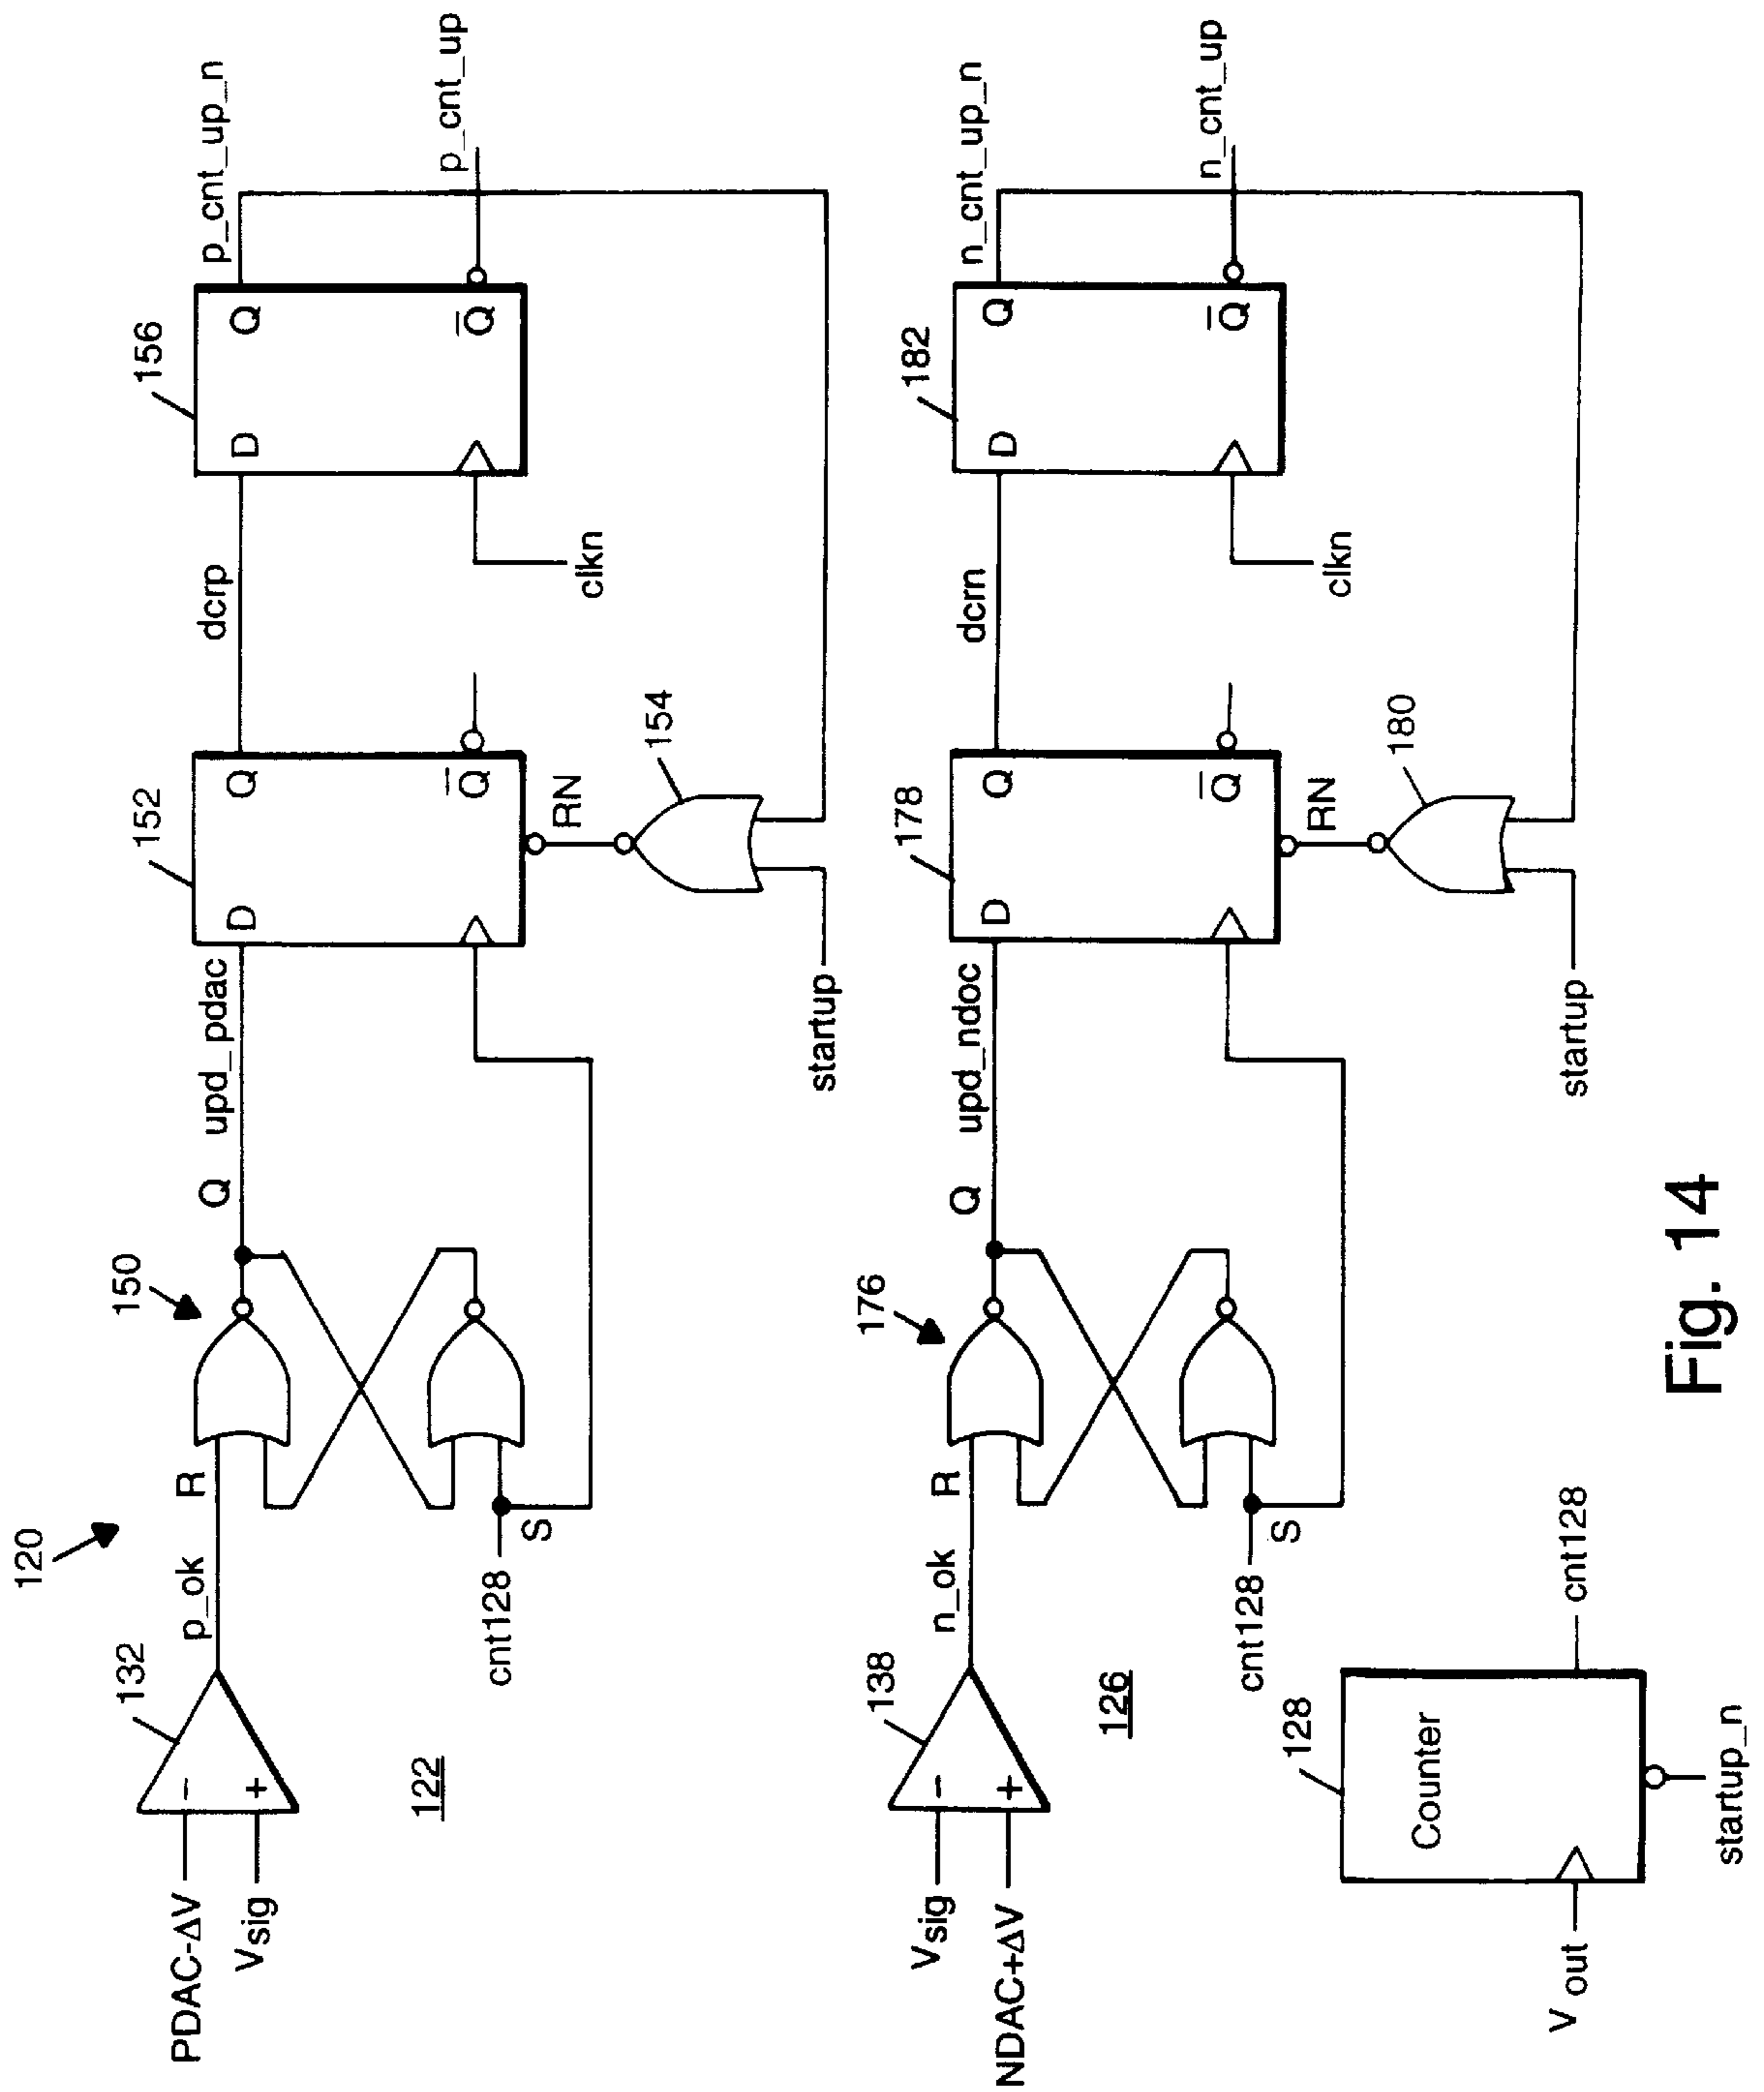 120
PDAC-ΔV
Vsig
−
+
132
p_ok
R
150
Q
upd_pdac
152
D
Q
Q̅
RN
154
startup
dcrp
156
D
Q
Q̅
clkn
p_cnt_up_n
p_cnt_up
cnt128
S
122
Vsig
NDAC+ΔV
−
+
138
n_ok
R
176
Q
upd_ndoc
178
D
Q
Q̅
RN
180
startup
dcrn
182
D
Q
Q̅
clkn
n_cnt_up_n
n_cnt_up
cnt128
S
126
Vout
128
Counter
cnt128
startup_n
Fig. 14